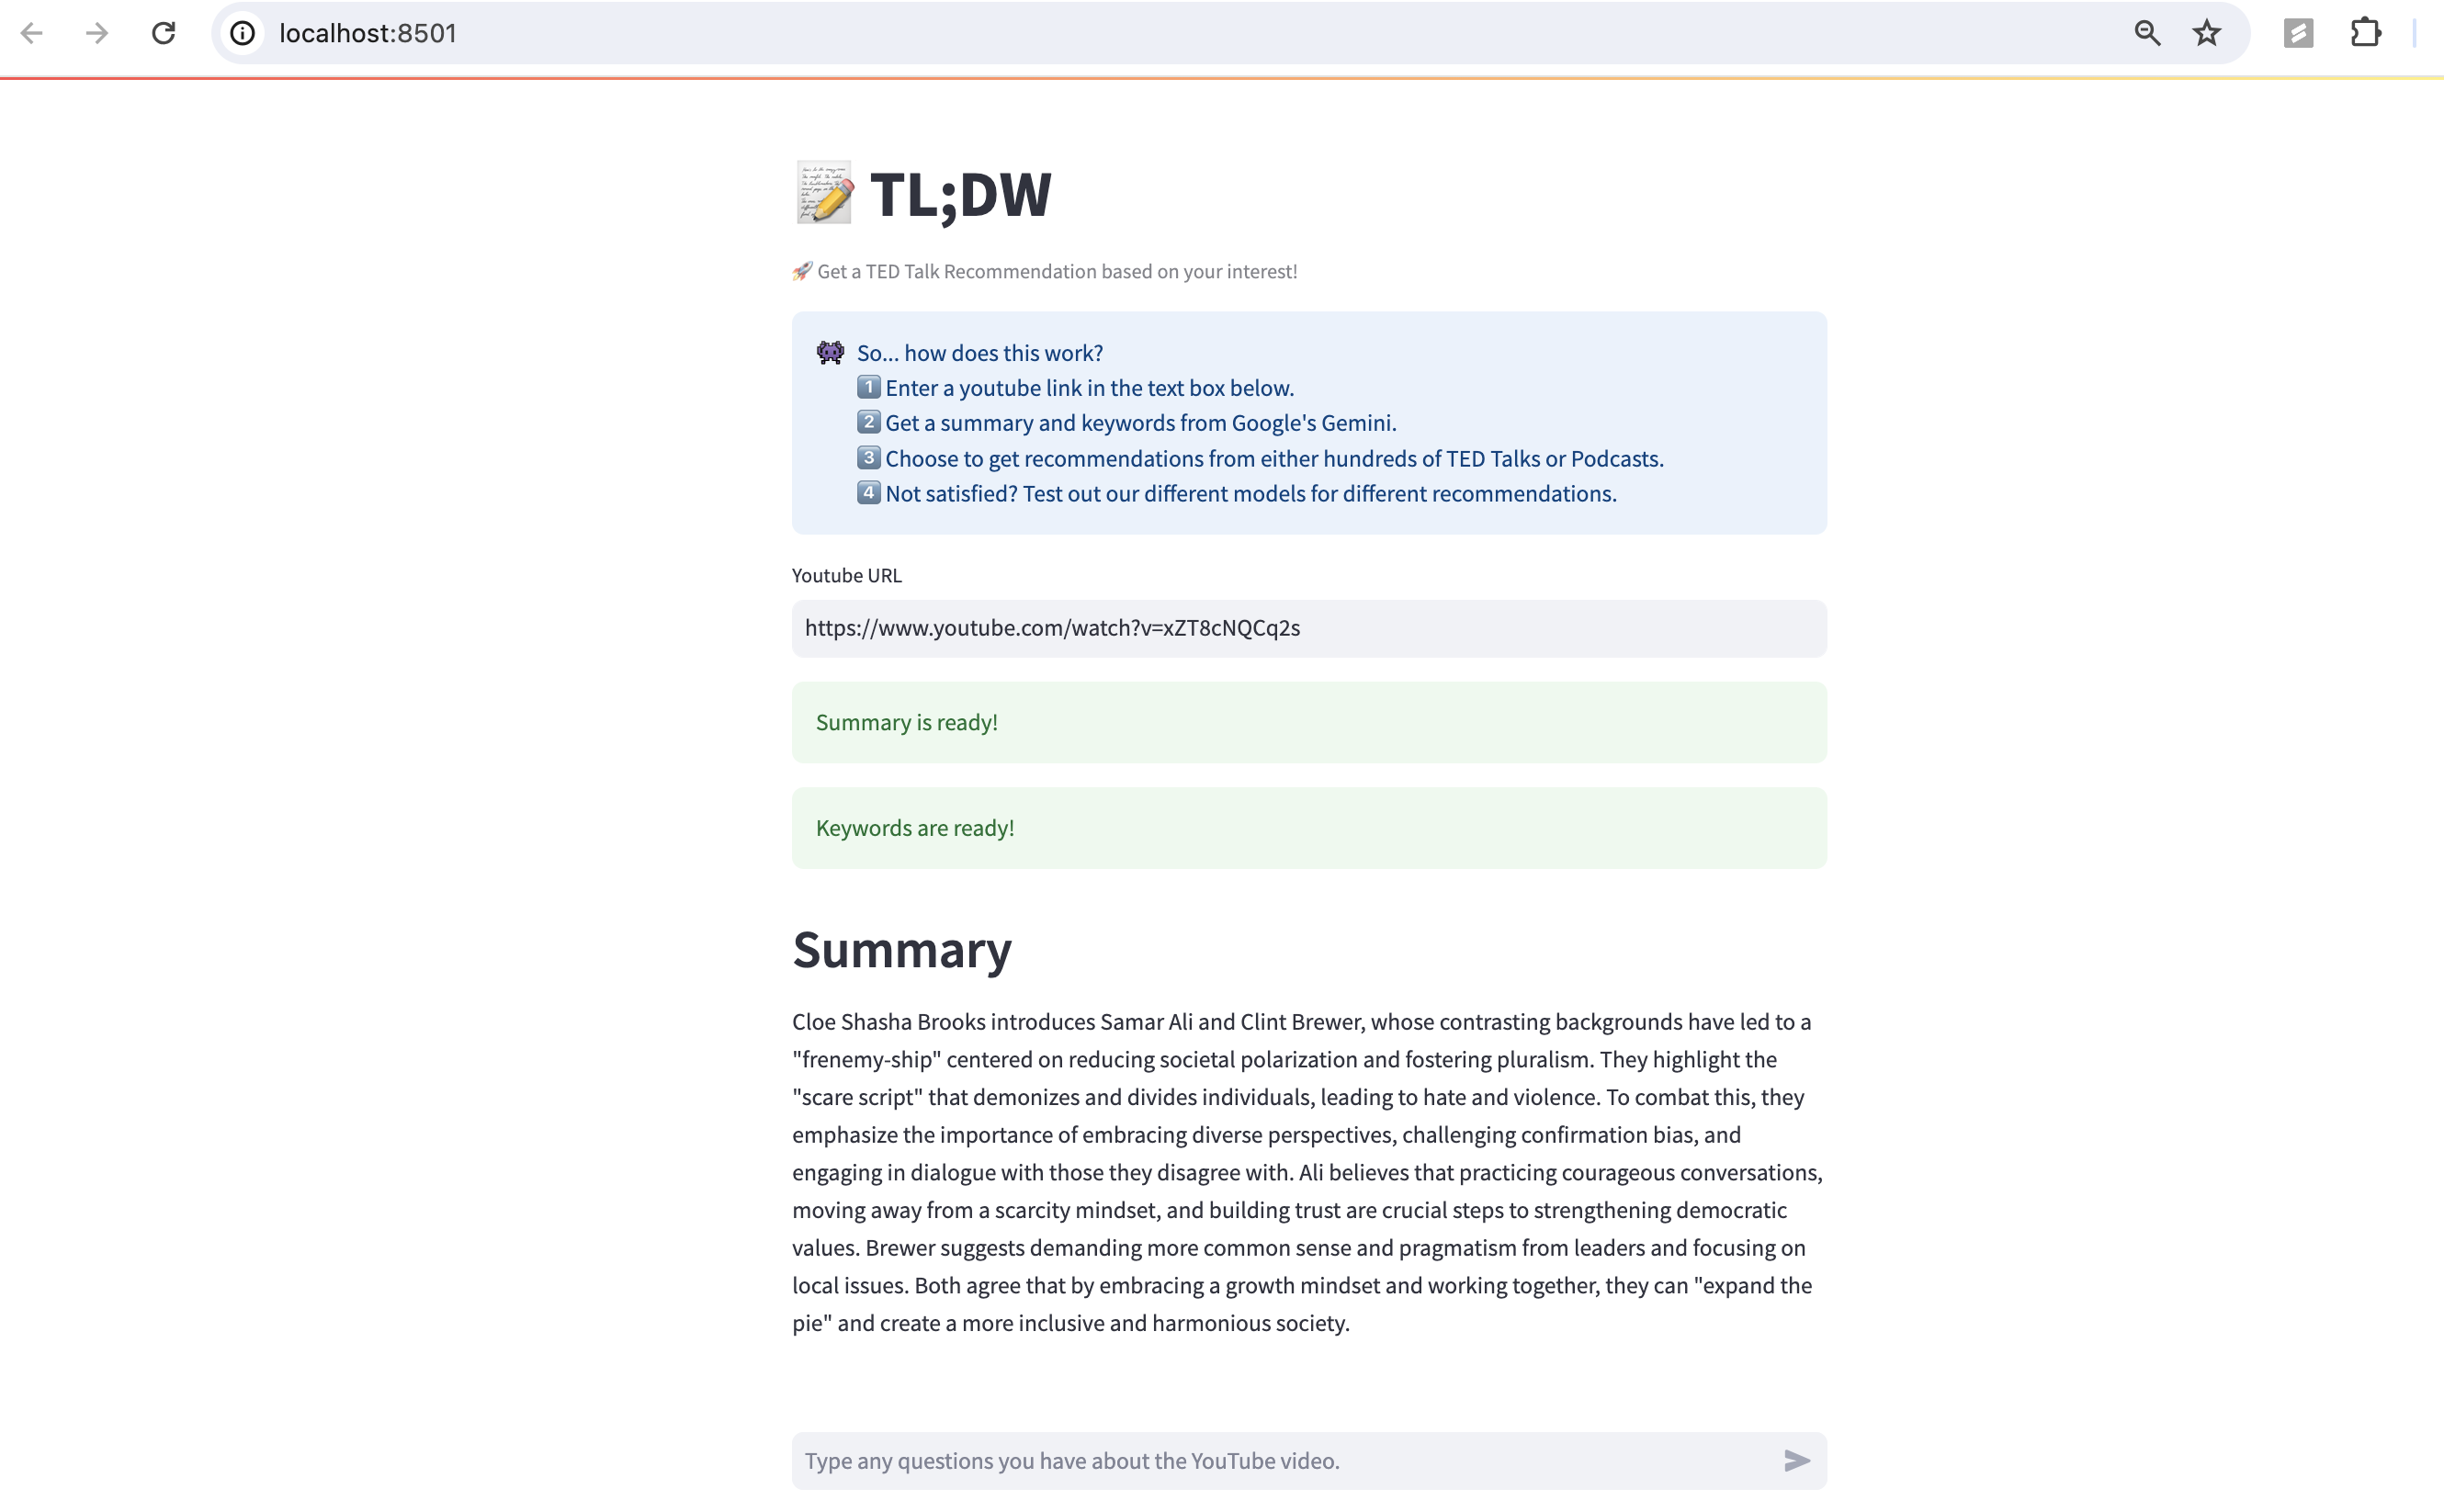 localhost:8501
TL;DW
Get a TED Talk Recommendation based on your interest!
So... how does this work?
1 Enter a youtube link in the text box below.
2 Get a summary and keywords from Google's Gemini.
3 Choose to get recommendations from either hundreds of TED Talks or Podcasts.
4 Not satisfied? Test out our different models for different recommendations.
Youtube URL
https://www.youtube.com/watch?v=xZT8cNQCq2s
Summary is ready!
Keywords are ready!
Summary
Cloe Shasha Brooks introduces Samar Ali and Clint Brewer, whose contrasting backgrounds have led to a
"frenemy-ship" centered on reducing societal polarization and fostering pluralism. They highlight the
"scare script" that demonizes and divides individuals, leading to hate and violence. To combat this, they
emphasize the importance of embracing diverse perspectives, challenging confirmation bias, and
engaging in dialogue with those they disagree with. Ali believes that practicing courageous conversations,
moving away from a scarcity mindset, and building trust are crucial steps to strengthening democratic
values. Brewer suggests demanding more common sense and pragmatism from leaders and focusing on
local issues. Both agree that by embracing a growth mindset and working together, they can "expand the
pie" and create a more inclusive and harmonious society.
Type any questions you have about the YouTube video.